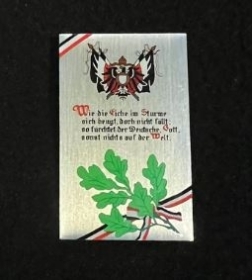 Wie die Eiche im Sturme
sich beugt, doch nicht fällt;
so fürchtet der Deutsche, Gott,
sonst nichts auf der Welt.